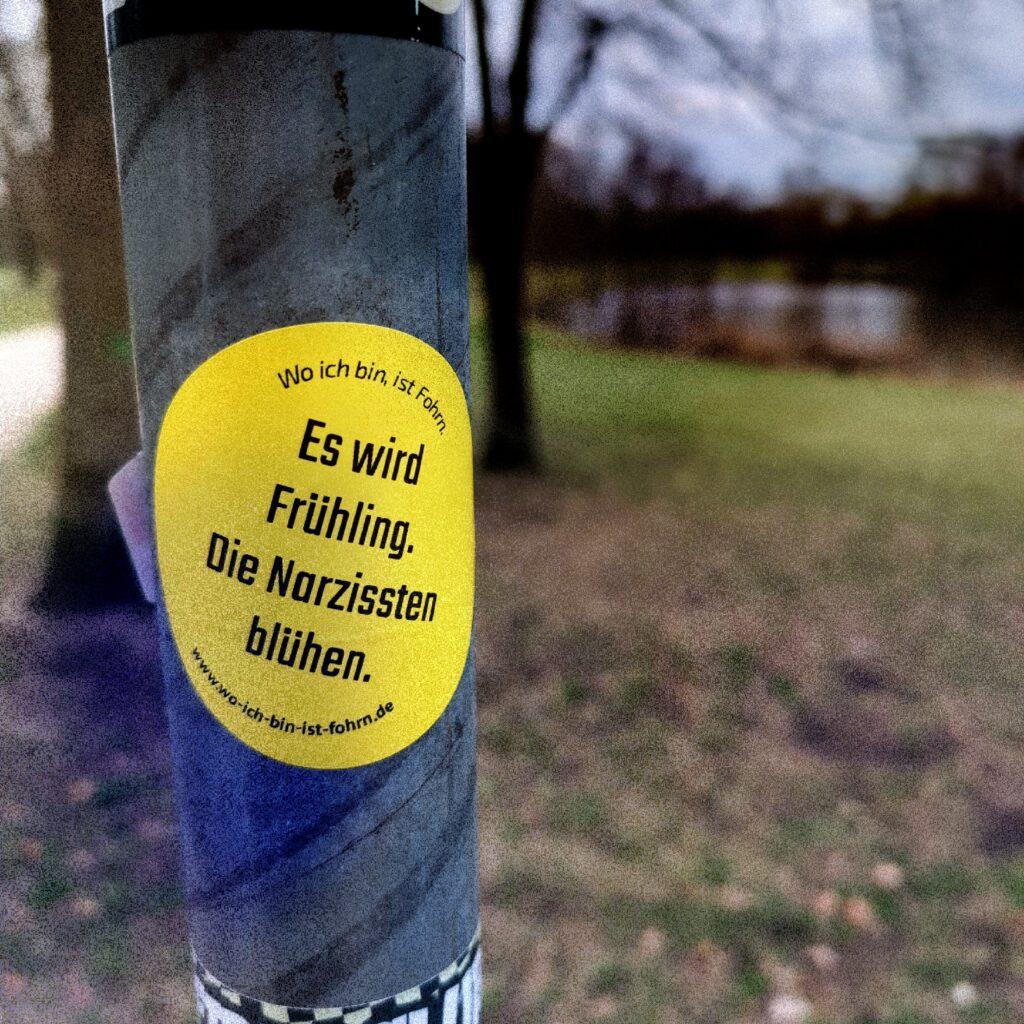 Wo ich bin, ist Fohrn.
Es wird
Frühling.
Die Narzissten
blühen.
www.wo-ich-bin-ist-fohrn.de